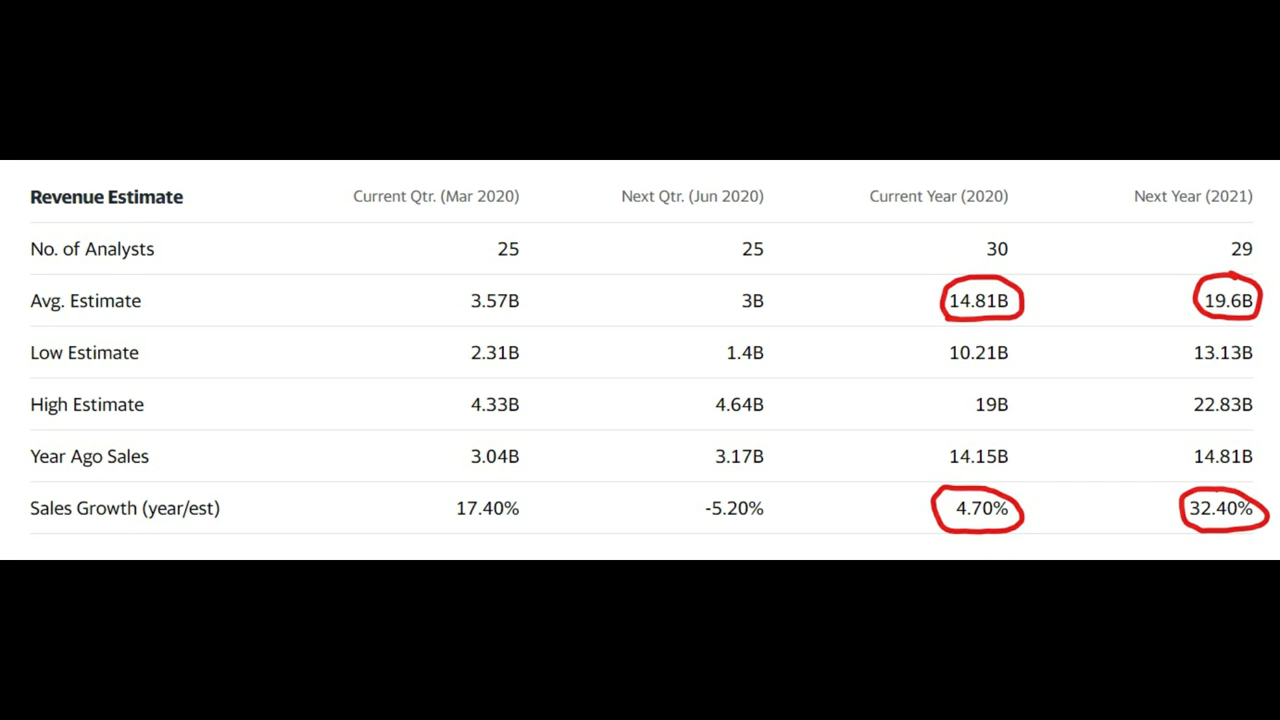 Revenue Estimate Current Qtr. (Mar 2020) Next Qtr. (Jun 2020) Current Year (2020) Next Year (2021)
No. of Analysts 25 25 30 29
Avg. Estimate 3.57B 3B 14.81B 19.6B
Low Estimate 2.31B 1.4B 10.21B 13.13B
High Estimate 4.33B 4.64B 19B 22.83B
Year Ago Sales 3.04B 3.17B 14.15B 14.81B
Sales Growth (year/est) 17.40% -5.20% 4.70% 32.40%